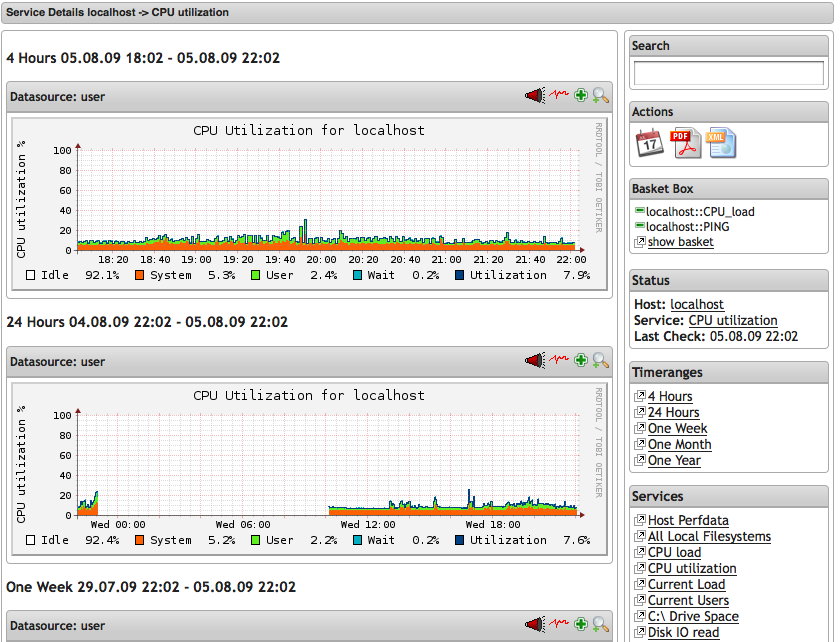 Service Details localhost -> CPU utilization
4 Hours 05.08.09 18:02 - 05.08.09 22:02
Datasource: user
CPU Utilization for localhost
CPU utilization %
100
80
60
40
20
0
18:20 18:40 19:00 19:20 19:40 20:00 20:20 20:40 21:00 21:20 21:40 22:00
Idle 92.1% System 5.3% User 2.4% Wait 0.2% Utilization 7.9%
RRDTOOL / TOBI OETIKER
24 Hours 04.08.09 22:02 - 05.08.09 22:02
Datasource: user
CPU Utilization for localhost
CPU utilization %
100
80
60
40
20
0
Wed 00:00 Wed 06:00 Wed 12:00 Wed 18:00
Idle 92.4% System 5.2% User 2.2% Wait 0.2% Utilization 7.6%
RRDTOOL / TOBI OETIKER
One Week 29.07.09 22:02 - 05.08.09 22:02
Datasource: user
Search
Actions
17
PDF
XML
Basket Box
localhost::CPU_load
localhost::PING
show basket
Status
Host: localhost
Service: CPU utilization
Last Check: 05.08.09 22:02
Timeranges
4 Hours
24 Hours
One Week
One Month
One Year
Services
Host Perfdata
All Local Filesystems
CPU load
CPU utilization
Current Load
Current Users
C:\ Drive Space
Disk IO read